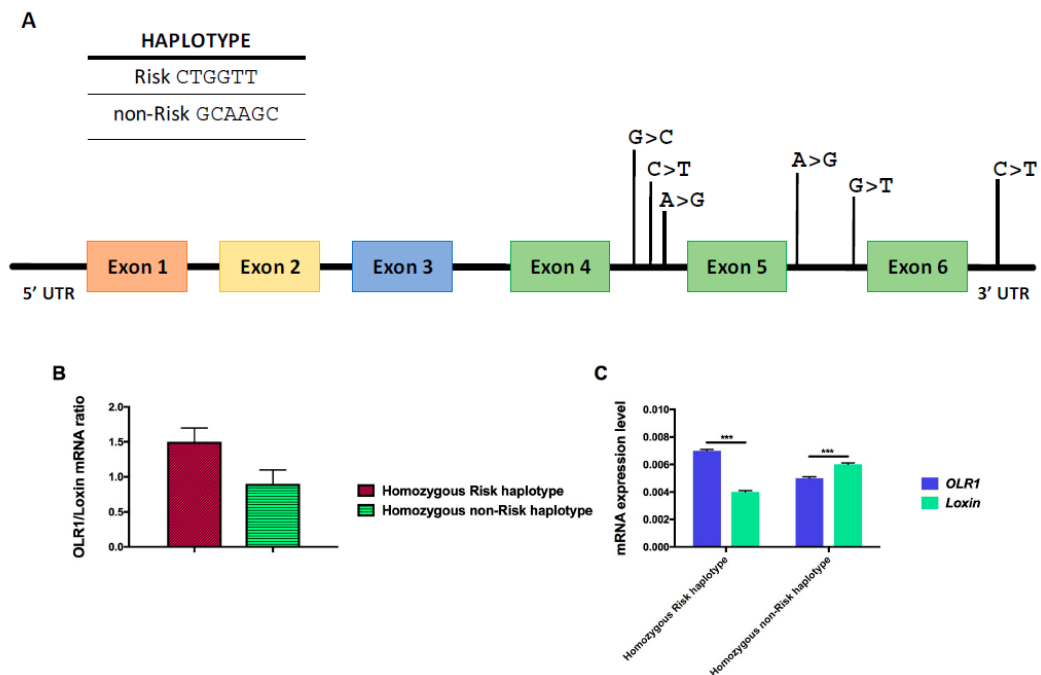 A
HAPLOTYPE
Risk CTGGTT
non-Risk GCAAGC
G>C
C>T
A>G
A>G
G>T
C>T
Exon 1
Exon 2
Exon 3
Exon 4
Exon 5
Exon 6
5' UTR
3' UTR
B
OLR1/Loxin mRNA ratio
2.0
1.5
1.0
0.5
0.0
Homozygous Risk haplotype
Homozygous non-Risk haplotype
C
mRNA expression level
0.010
0.008
0.006
0.004
0.002
0.000
***
***
OLR1
Loxin
Homozygous Risk haplotype
Homozygous non-Risk haplotype